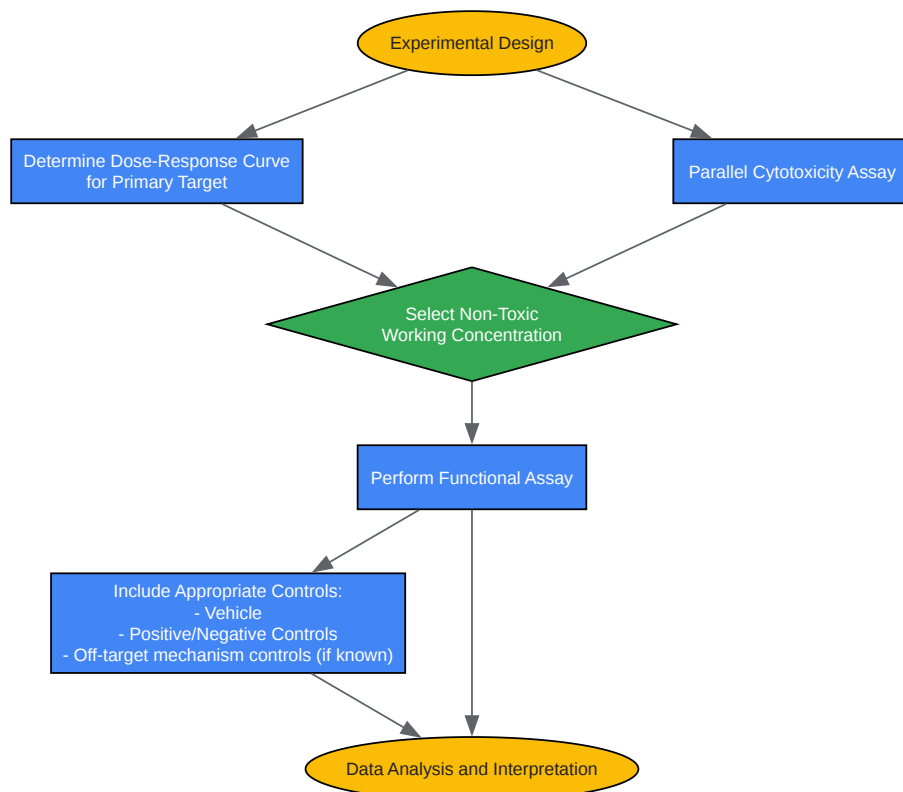 Experimental Design
Determine Dose-Response Curve
for Primary Target
Parallel Cytotoxicity Assay
Select Non-Toxic
Working Concentration
Perform Functional Assay
Include Appropriate Controls:
- Vehicle
- Positive/Negative Controls
- Off-target mechanism controls (if known)
Data Analysis and Interpretation